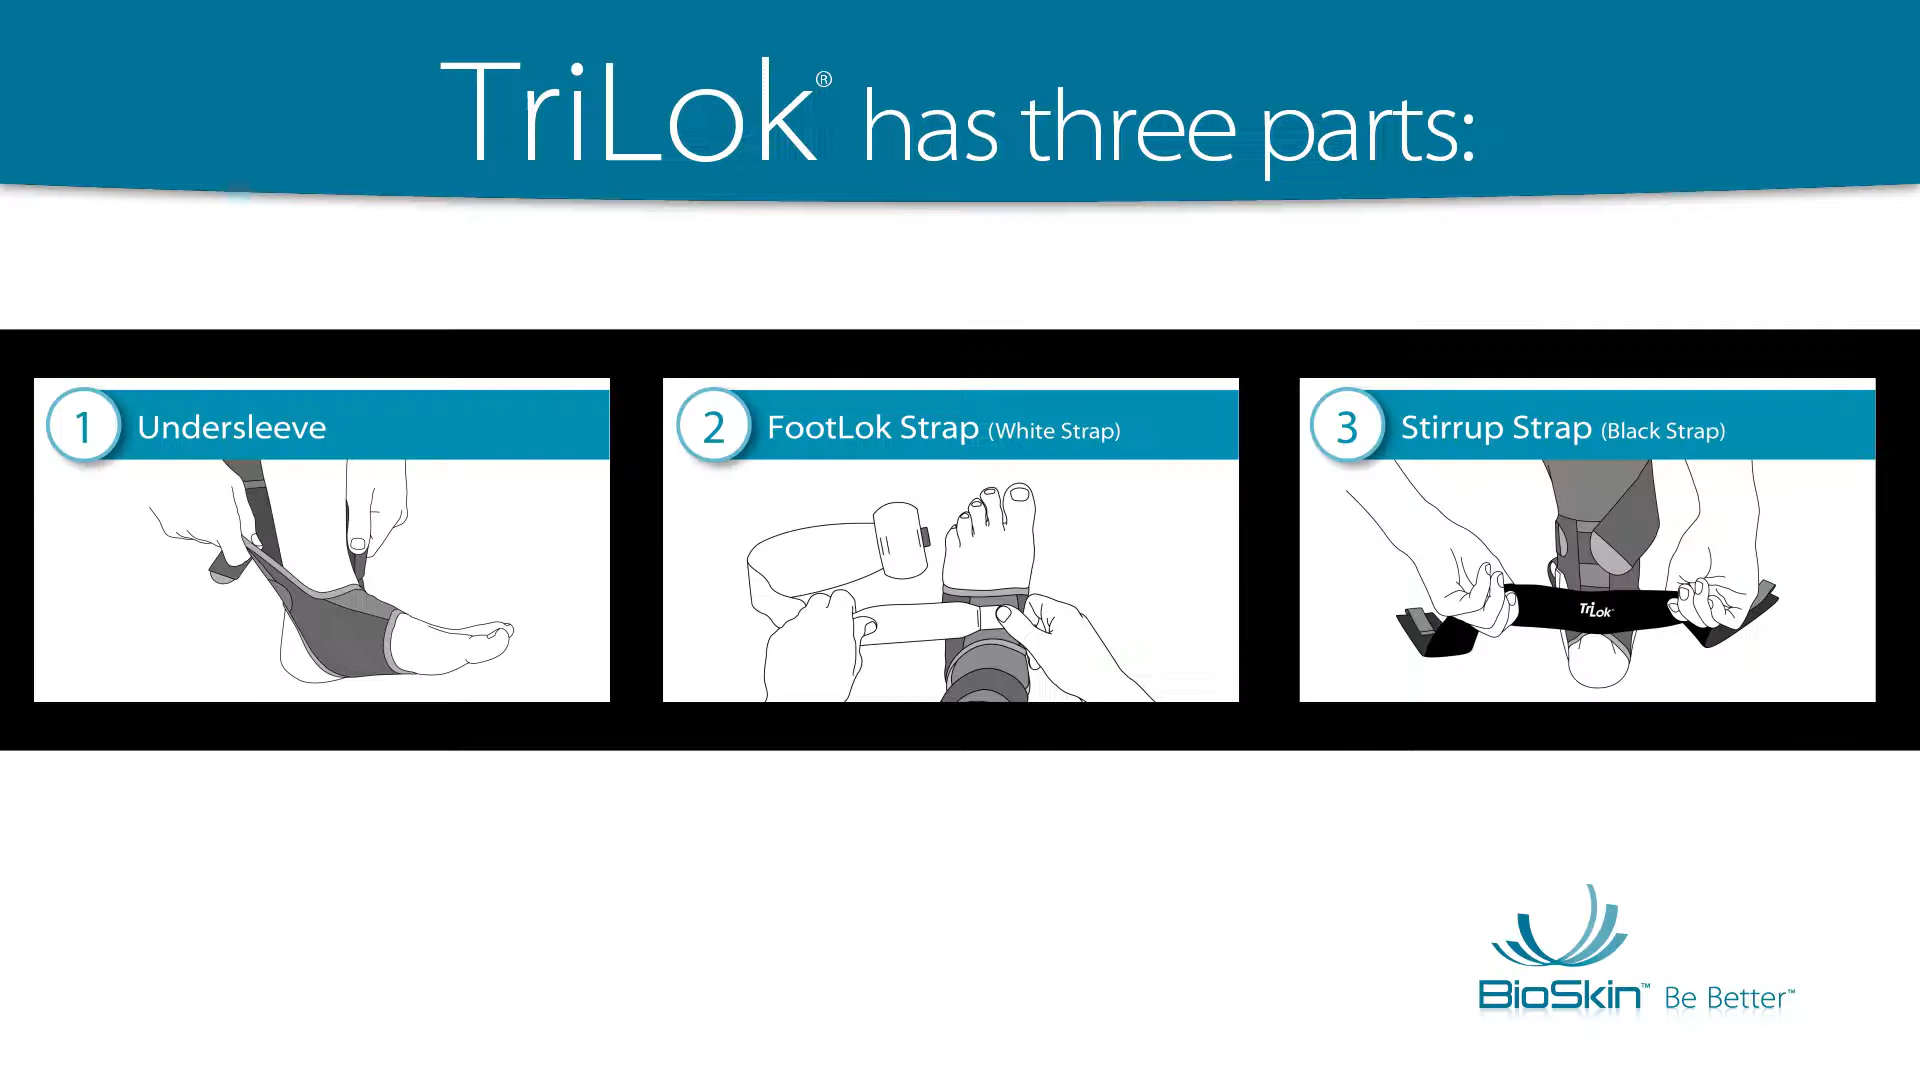 TriLok® has three parts:
1 Undersleeve
2 FootLok Strap (White Strap)
3 Stirrup Strap (Black Strap)
TriLok
BioSkin™ Be Better™